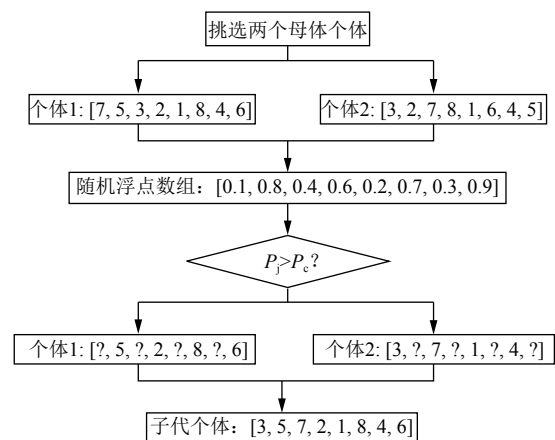 挑选两个母体个体
个体1: [7, 5, 3, 2, 1, 8, 4, 6]
个体2: [3, 2, 7, 8, 1, 6, 4, 5]
随机浮点数组：[0.1, 0.8, 0.4, 0.6, 0.2, 0.7, 0.3, 0.9]
Pj>Pc?
个体1: [?, 5, ?, 2, ?, 8, ?, 6]
个体2: [3, ?, 7, ?, 1, ?, 4, ?]
子代个体：[3, 5, 7, 2, 1, 8, 4, 6]